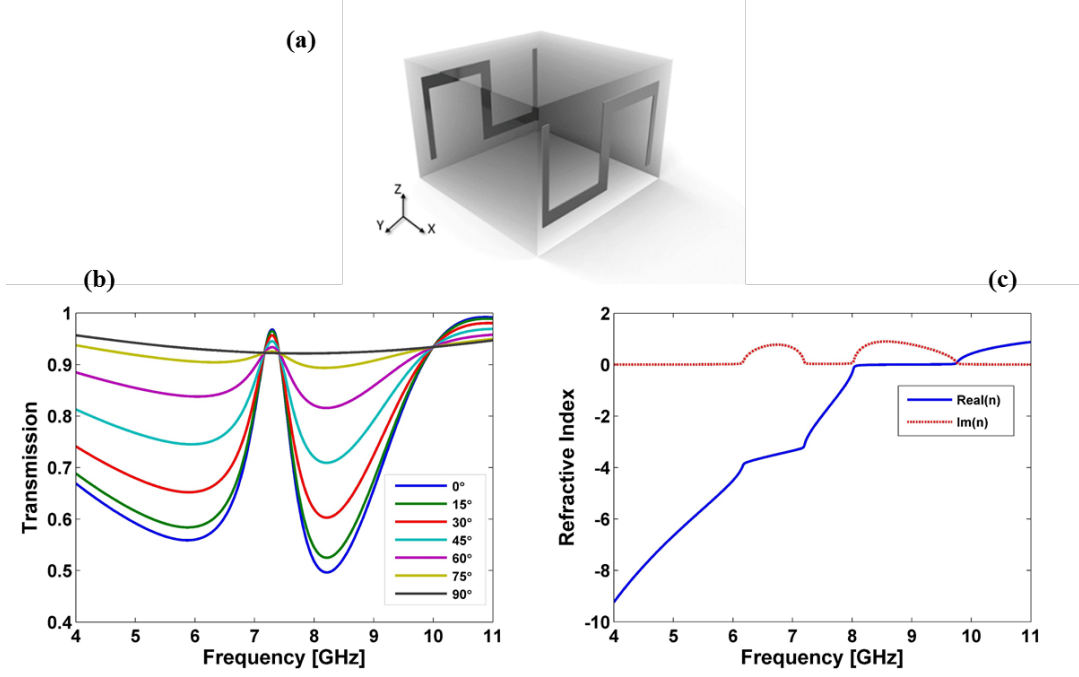 (a)
Z
Y
X
(b)
(c)
Transmission
1
0.9
0.8
0.7
0.6
0.5
0.4
4 5 6 7 8 9 10 11
Frequency [GHz]
0°
15°
30°
45°
60°
75°
90°
Refractive Index
2
0
-2
-4
-6
-8
-10
4 5 6 7 8 9 10 11
Frequency [GHz]
Real(n)
Im(n)